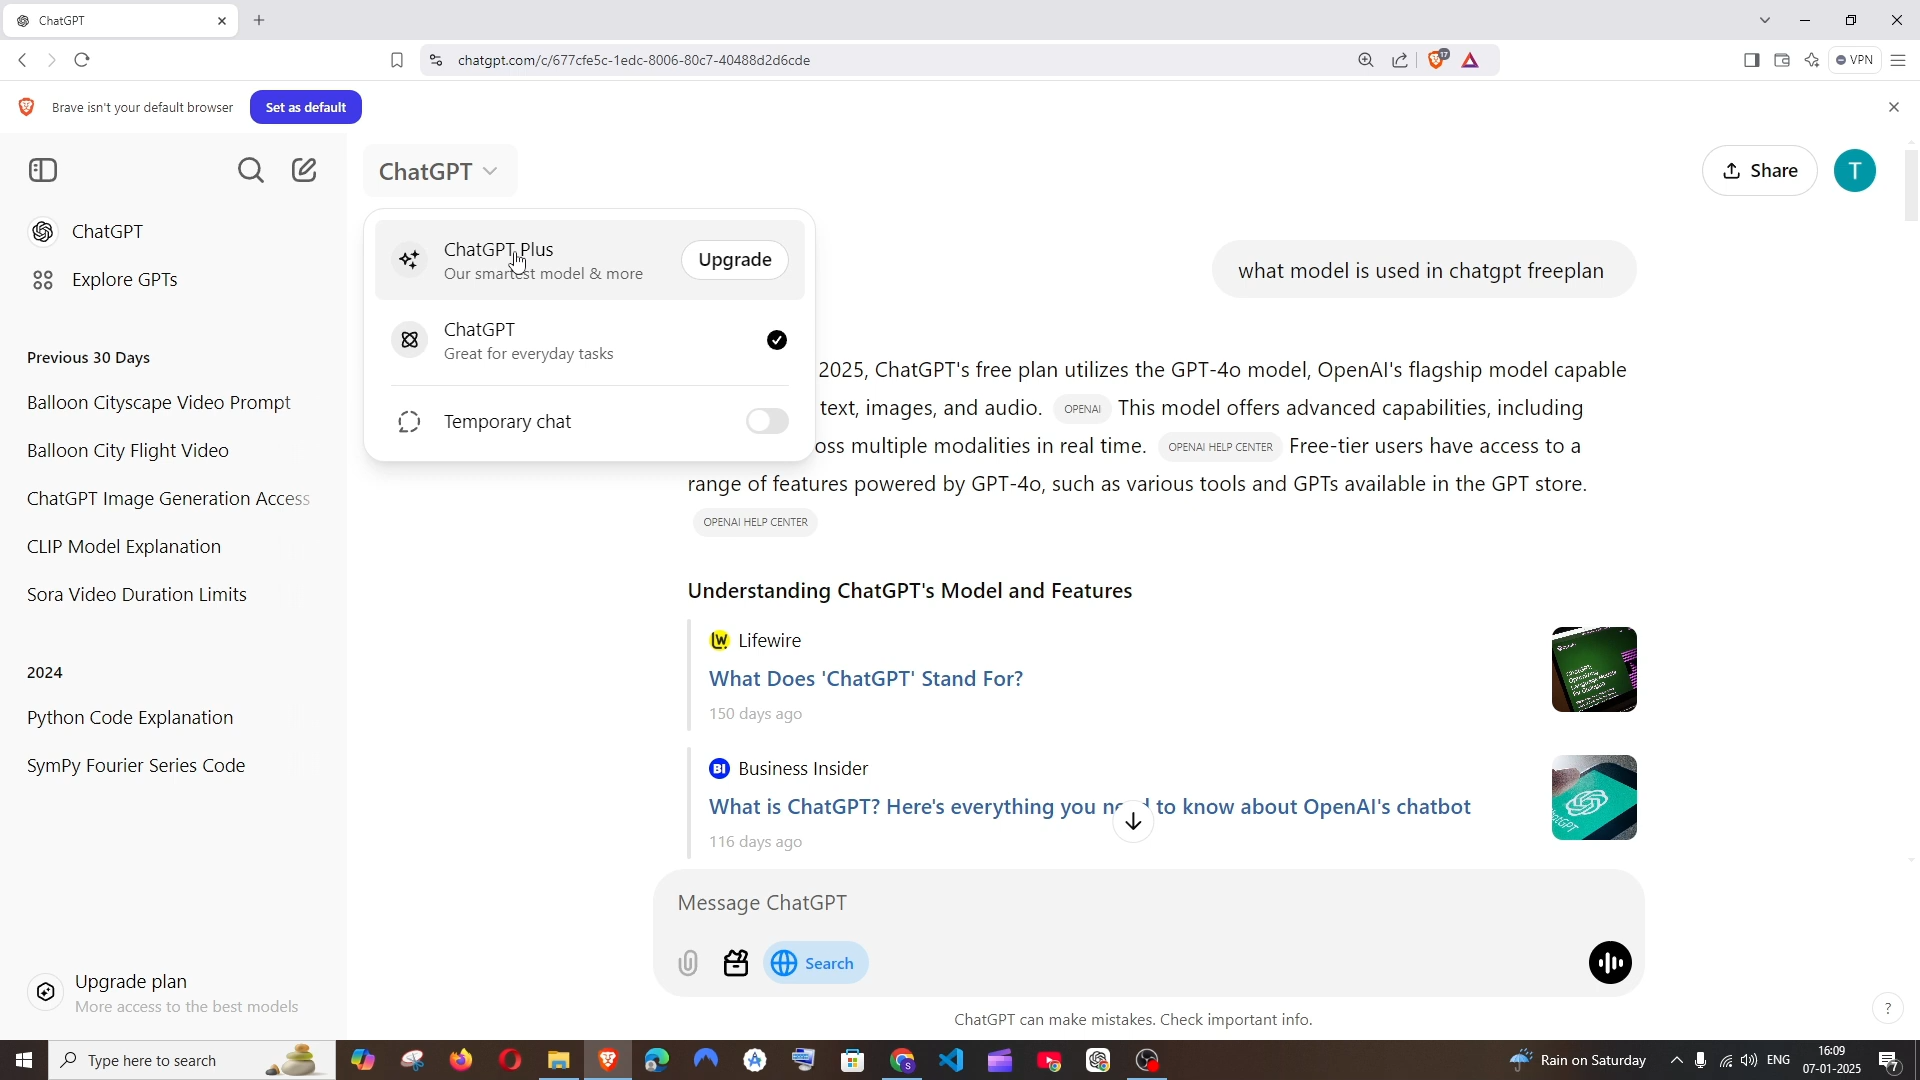 ChatGPT
chatgpt.com/c/677cfe5c-1edc-8006-80c7-40488d2d6cde
17
VPN
Brave isn't your default browser
Set as default
ChatGPT
Explore GPTs
Previous 30 Days
Balloon Cityscape Video Prompt
Balloon City Flight Video
ChatGPT Image Generation Access
CLIP Model Explanation
Sora Video Duration Limits
2024
Python Code Explanation
SymPy Fourier Series Code
Upgrade plan
More access to the best models
ChatGPT
Share
T
ChatGPT Plus
Our smartest model & more
Upgrade
ChatGPT
Great for everyday tasks
Temporary chat
what model is used in chatgpt freeplan
2025, ChatGPT's free plan utilizes the GPT-4o model, OpenAI's flagship model capable
text, images, and audio. OPENAI This model offers advanced capabilities, including
oss multiple modalities in real time. OPENAI HELP CENTER Free-tier users have access to a
range of features powered by GPT-4o, such as various tools and GPTs available in the GPT store.
OPENAI HELP CENTER
Understanding ChatGPT's Model and Features
Lifewire
What Does 'ChatGPT' Stand For?
150 days ago
BI Business Insider
What is ChatGPT? Here's everything you need to know about OpenAI's chatbot
116 days ago
Message ChatGPT
Search
ChatGPT can make mistakes. Check important info.
?
Type here to search
Rain on Saturday
ENG
16:09
07-01-2025
7